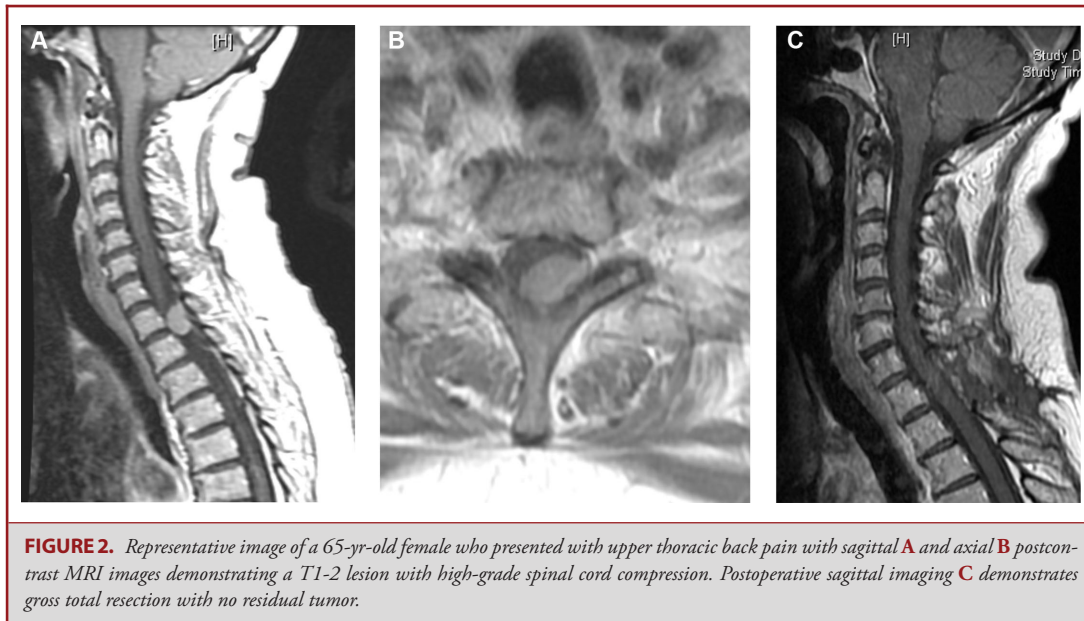 A
[H]
B
C
[H]
Study D
Study Tim
FIGURE 2. Representative image of a 65-yr-old female who presented with upper thoracic back pain with sagittal A and axial B postcon-
trast MRI images demonstrating a T1-2 lesion with high-grade spinal cord compression. Postoperative sagittal imaging C demonstrates
gross total resection with no residual tumor.